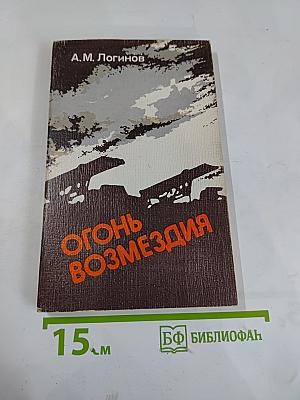 А.М. Логинов
ОГОНЬ
ВОЗМЕЗДИЯ
15 см
БФ БИБЛИОФАН